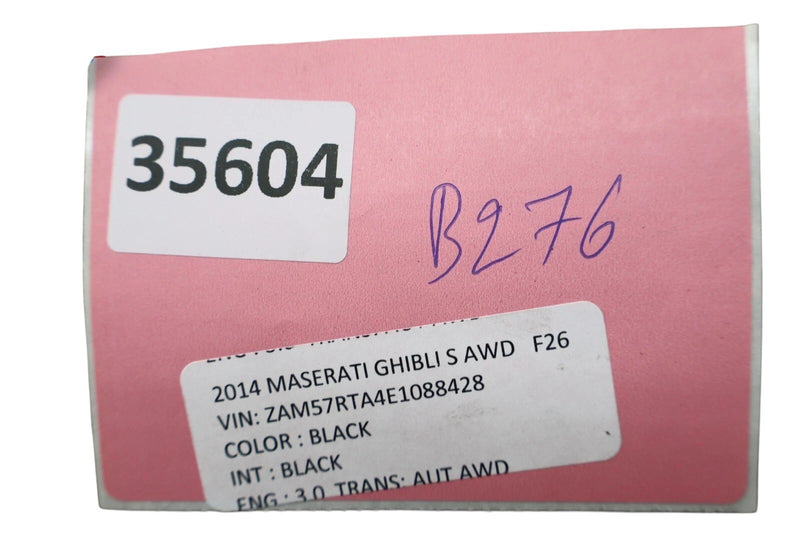 35604
B276
2014 MASERATI GHIBLI S AWD F26
VIN: ZAM57RTA4E1088428
COLOR : BLACK
INT : BLACK
ENG : 3.0 TRANS: AUT AWD